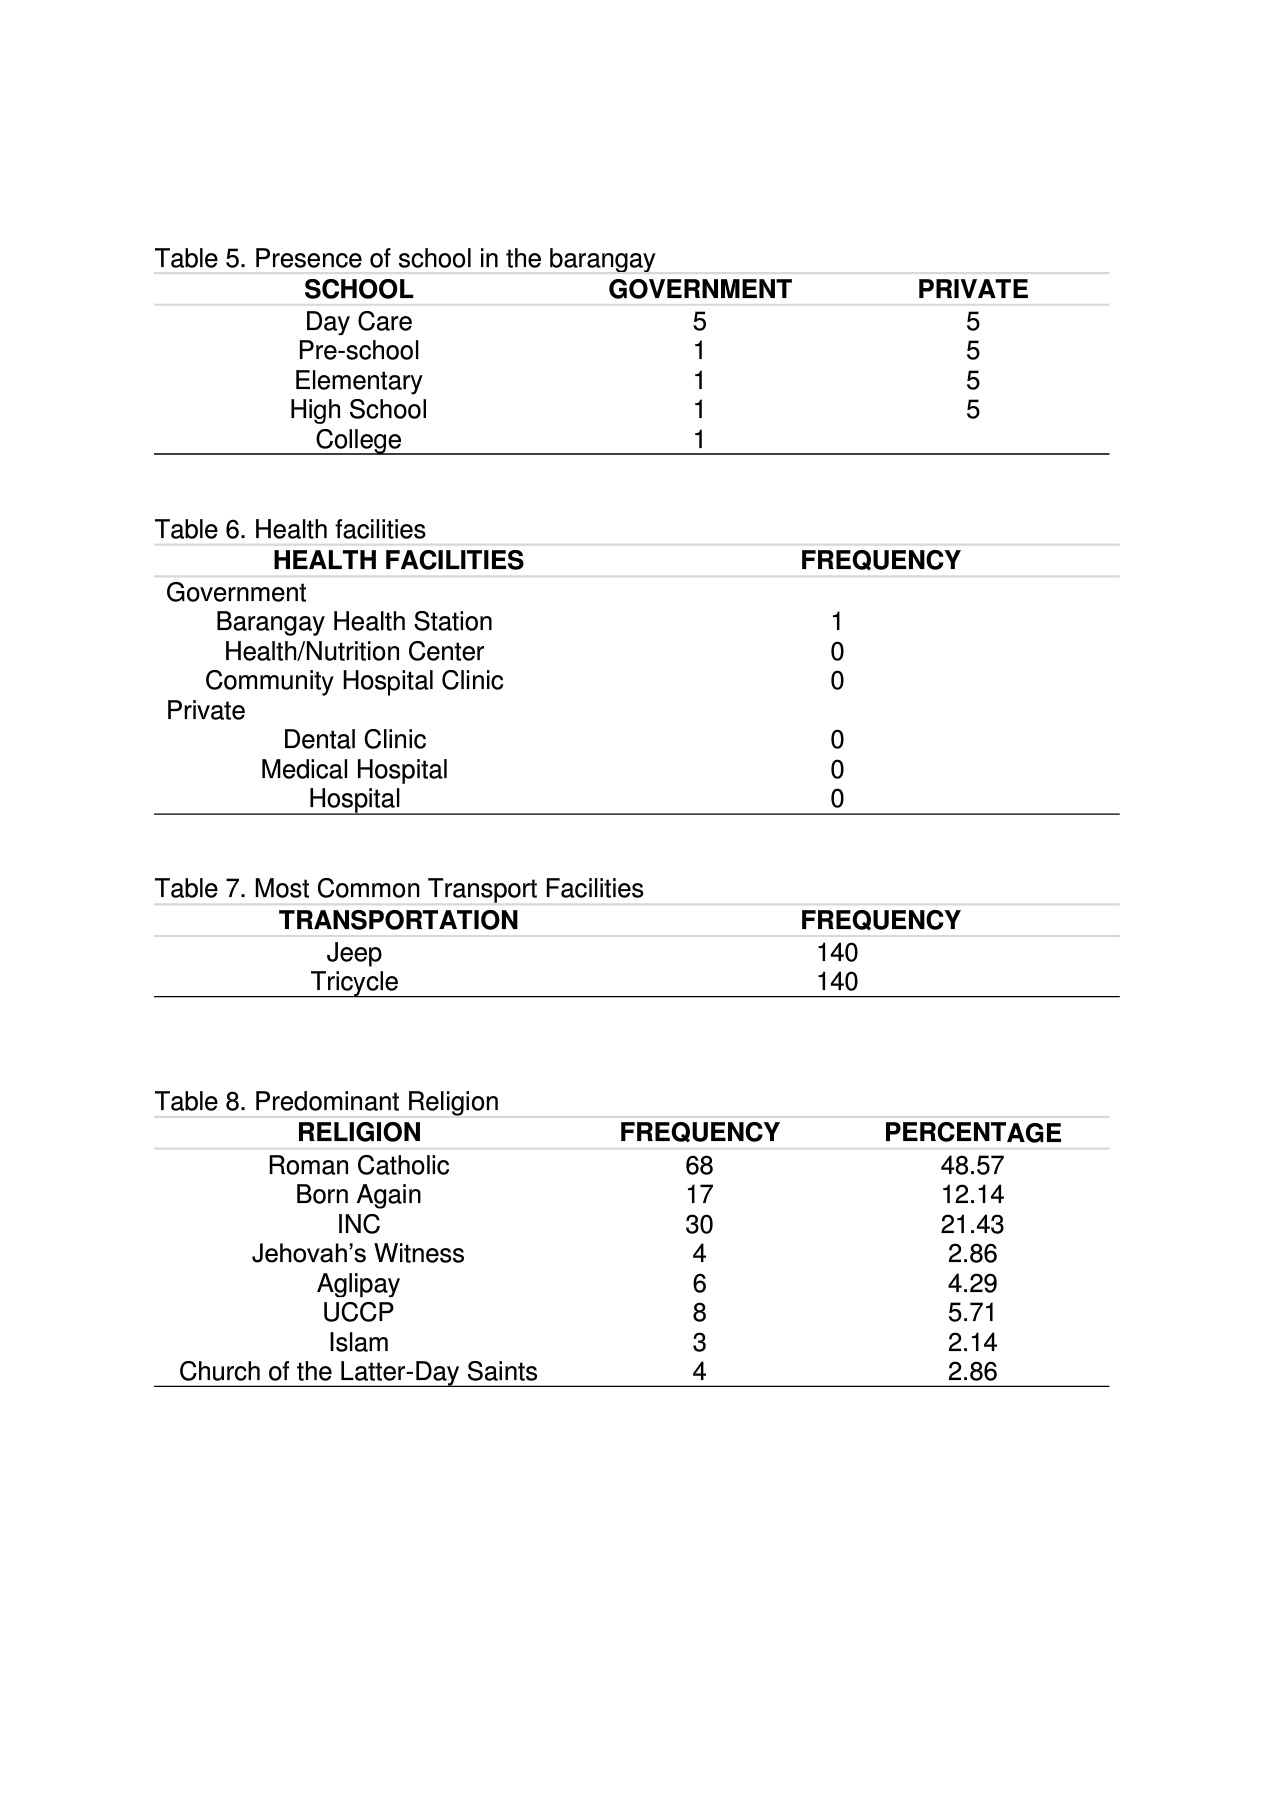 Table 5. Presence of school in the barangay
SCHOOL GOVERNMENT PRIVATE
Day Care 5 5
Pre-school 1 5
Elementary 1 5
High School 1 5
College 1
Table 6. Health facilities
HEALTH FACILITIES FREQUENCY
Government
Barangay Health Station 1
Health/Nutrition Center 0
Community Hospital Clinic 0
Private
Dental Clinic 0
Medical Hospital 0
Hospital 0
Table 7. Most Common Transport Facilities
TRANSPORTATION FREQUENCY
Jeep 140
Tricycle 140
Table 8. Predominant Religion
RELIGION FREQUENCY PERCENTAGE
Roman Catholic 68 48.57
Born Again 17 12.14
INC 30 21.43
Jehovah’s Witness 4 2.86
Aglipay 6 4.29
UCCP 8 5.71
Islam 3 2.14
Church of the Latter-Day Saints 4 2.86